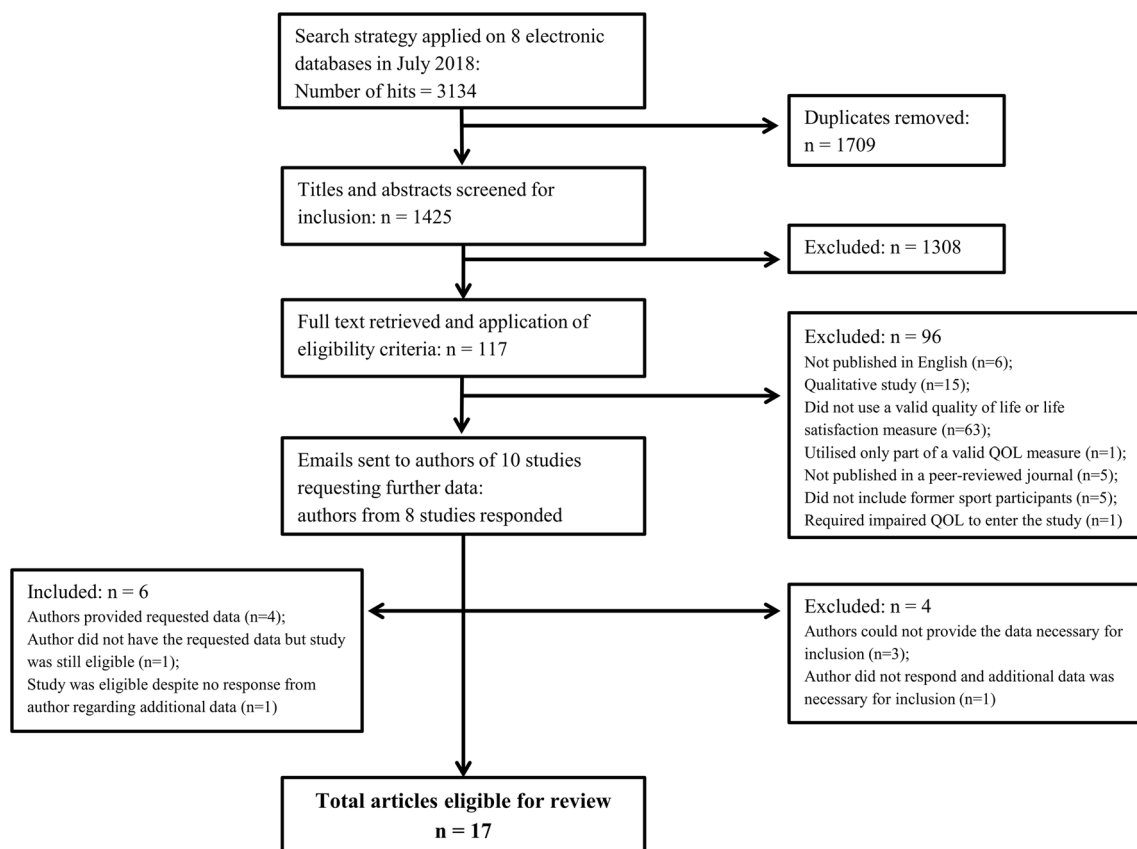 Search strategy applied on 8 electronic
databases in July 2018:
Number of hits = 3134
Duplicates removed:
n = 1709
Titles and abstracts screened for
inclusion: n = 1425
Excluded: n = 1308
Full text retrieved and application of
eligibility criteria: n = 117
Excluded: n = 96
Not published in English (n=6);
Qualitative study (n=15);
Did not use a valid quality of life or life
satisfaction measure (n=63);
Utilised only part of a valid QOL measure (n=1);
Not published in a peer-reviewed journal (n=5);
Did not include former sport participants (n=5);
Required impaired QOL to enter the study (n=1)
Emails sent to authors of 10 studies
requesting further data:
authors from 8 studies responded
Included: n = 6
Authors provided requested data (n=4);
Author did not have the requested data but study
was still eligible (n=1);
Study was eligible despite no response from
author regarding additional data (n=1)
Excluded: n = 4
Authors could not provide the data necessary for
inclusion (n=3);
Author did not respond and additional data was
necessary for inclusion (n=1)
Total articles eligible for review
n = 17